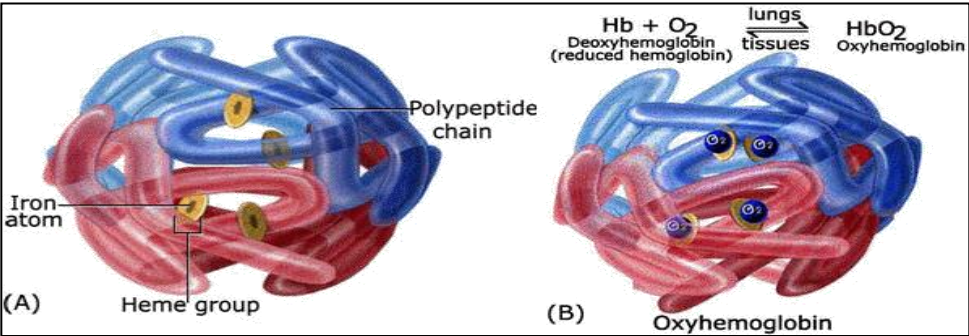 Polypeptide
chain
Iron
atom
Heme group
(A)
Hb + O2 lungs HbO2
Deoxyhemoglobin tissues Oxyhemoglobin
(reduced hemoglobin)
O2 O2
O2 O2
(B)
Oxyhemoglobin